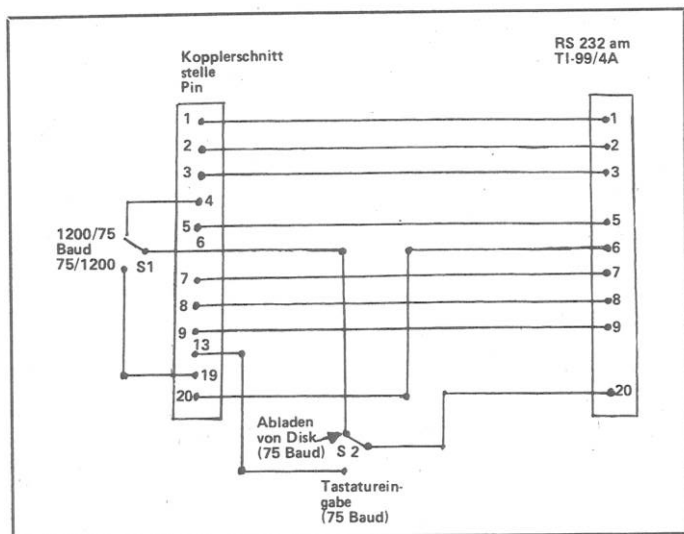 Kopplerschnitt
stelle
Pin
RS 232 am
TI-99/4A
1
1
2
2
3
3
4
5
5
1200/75
Baud
75/1200
S1
6
6
7
7
8
8
9
9
13
19
20
20
Abladen
von Disk
(75 Baud)
S 2
Tastaturein-
gabe
(75 Baud)